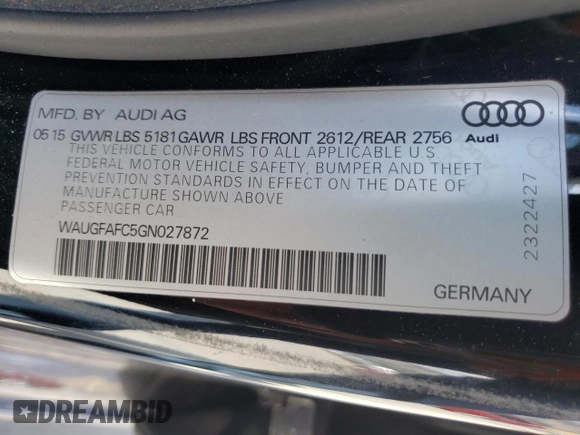 MFD. BY AUDI AG
05 15 GVWR LBS 5181 GAWR LBS FRONT 2612/REAR 2756
Audi
THIS VEHICLE CONFORMS TO ALL APPLICABLE U S
FEDERAL MOTOR VEHICLE SAFETY, BUMPER AND THEFT
PREVENTION STANDARDS IN EFFECT ON THE DATE OF
MANUFACTURE SHOWN ABOVE
PASSENGER CAR
WAUGFAFC5GN027872
2322427
GERMANY
DREAMBID